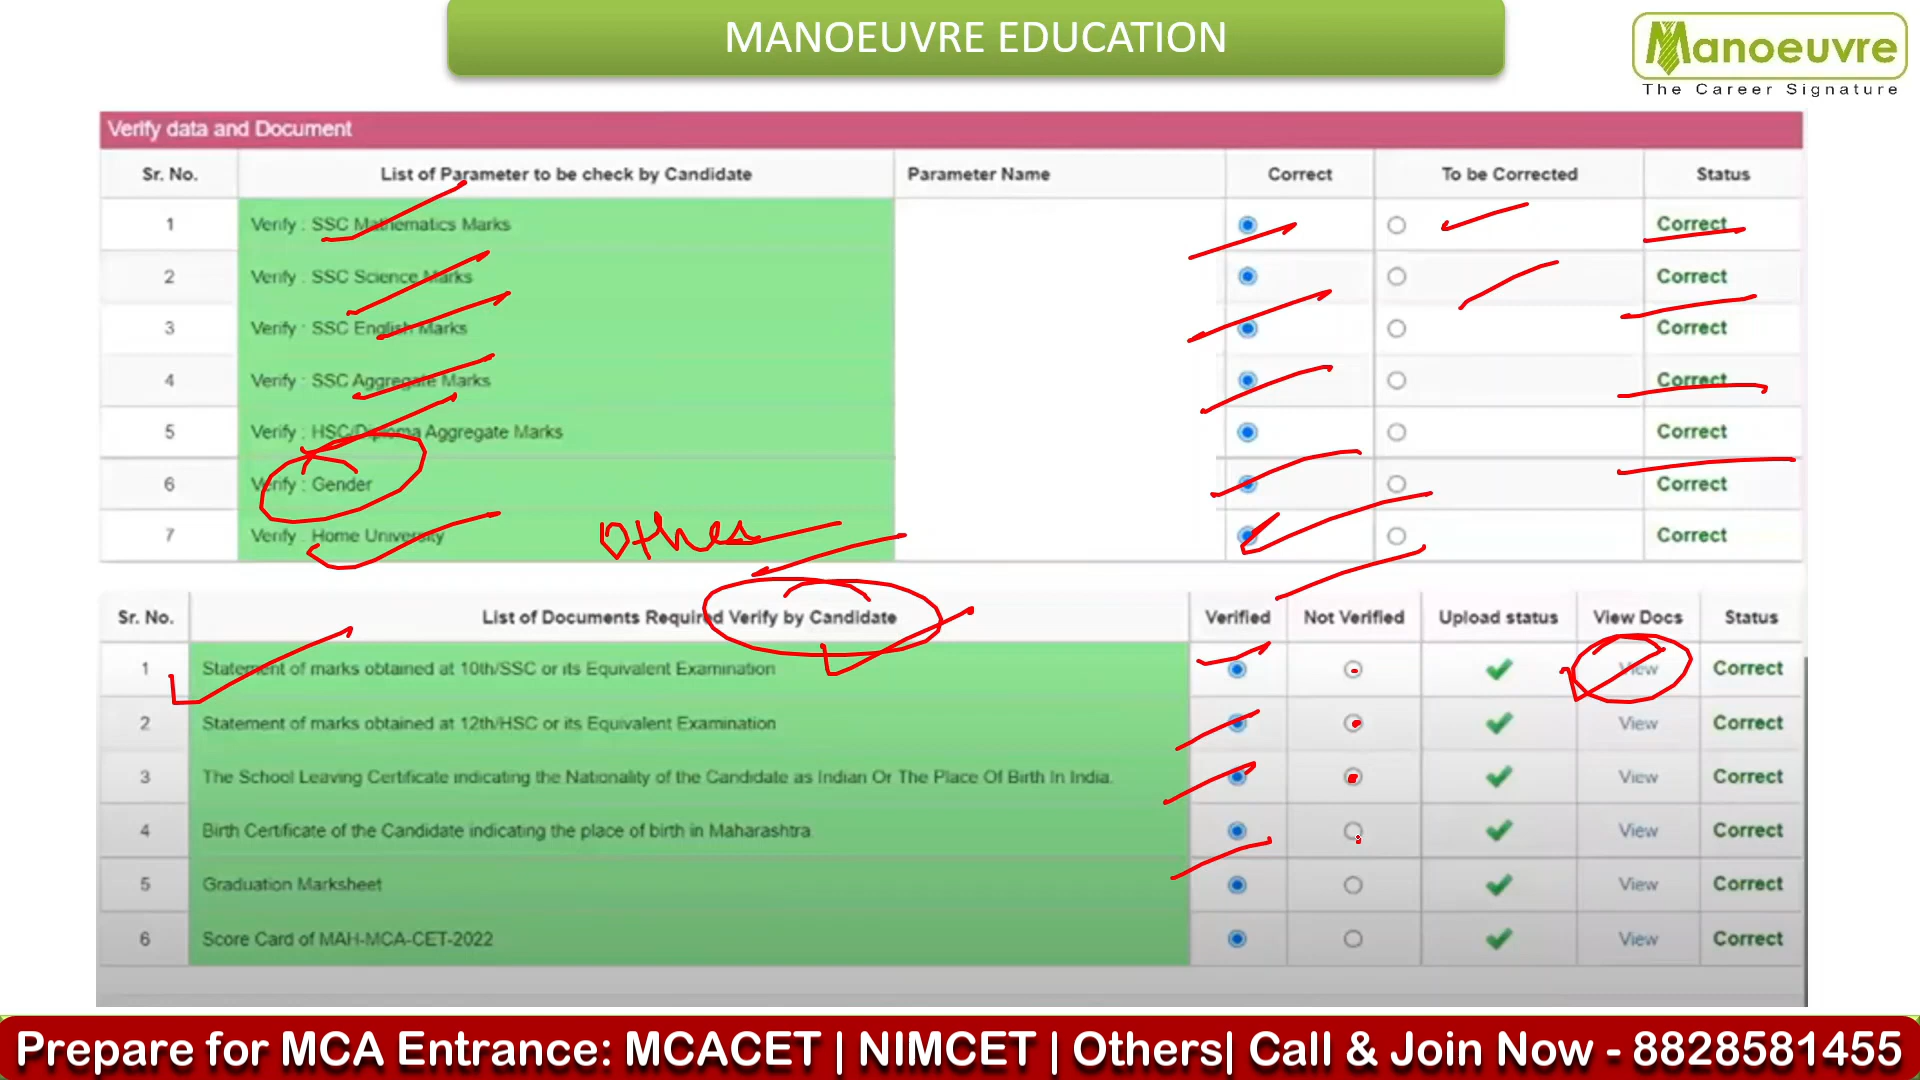 MANOEUVRE EDUCATION
Manoeuvre
The Career Signature
Verify data and Document
Sr. No. List of Parameter to be check by Candidate Parameter Name Correct To be Corrected Status
1 Verify : SSC Mathematics Marks Correct
2 Verify : SSC Science Marks Correct
3 Verify : SSC English Marks Correct
4 Verify : SSC Aggregate Marks Correct
5 Verify : HSC/Diploma Aggregate Marks Correct
6 Verify : Gender Correct
7 Verify : Home University Correct
Sr. No. List of Documents Required Verify by Candidate Verified Not Verified Upload status View Docs Status
1 Statement of marks obtained at 10th/SSC or its Equivalent Examination View Correct
2 Statement of marks obtained at 12th/HSC or its Equivalent Examination View Correct
3 The School Leaving Certificate indicating the Nationality of the Candidate as Indian Or The Place Of Birth In India. View Correct
4 Birth Certificate of the Candidate indicating the place of birth in Maharashtra View Correct
5 Graduation Marksheet View Correct
6 Score Card of MAH-MCA-CET-2022 View Correct
Prepare for MCA Entrance: MCACET | NIMCET | Others| Call & Join Now - 8828581455